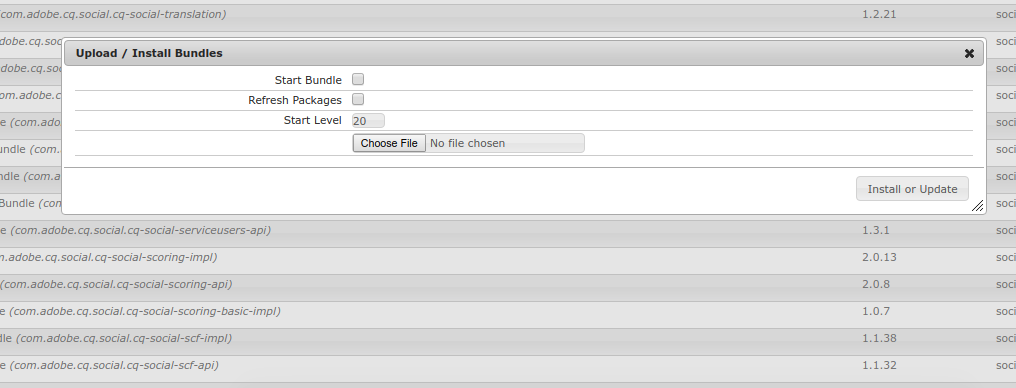 (com.adobe.cq.social.cq-social-translation) 1.2.21 soci
dobe.cq.soc soci
Upload / Install Bundles
adobe.cq.soc soci
Start Bundle
om.adobe.c soci
Refresh Packages
e (com.ado soci
Start Level 20
undle (com. soci
Choose File No file chosen
ndle (com.a soci
Install or Update
Bundle (com soci
e (com.adobe.cq.social.cq-social-serviceusers-api) 1.3.1 soci
m.adobe.cq.social.cq-social-scoring-impl) 2.0.13 soci
(com.adobe.cq.social.cq-social-scoring-api) 2.0.8 soci
e (com.adobe.cq.social.cq-social-scoring-basic-impl) 1.0.7 soci
dle (com.adobe.cq.social.cq-social-scf-impl) 1.1.38 soci
e (com.adobe.cq.social.cq-social-scf-api) 1.1.32 soci